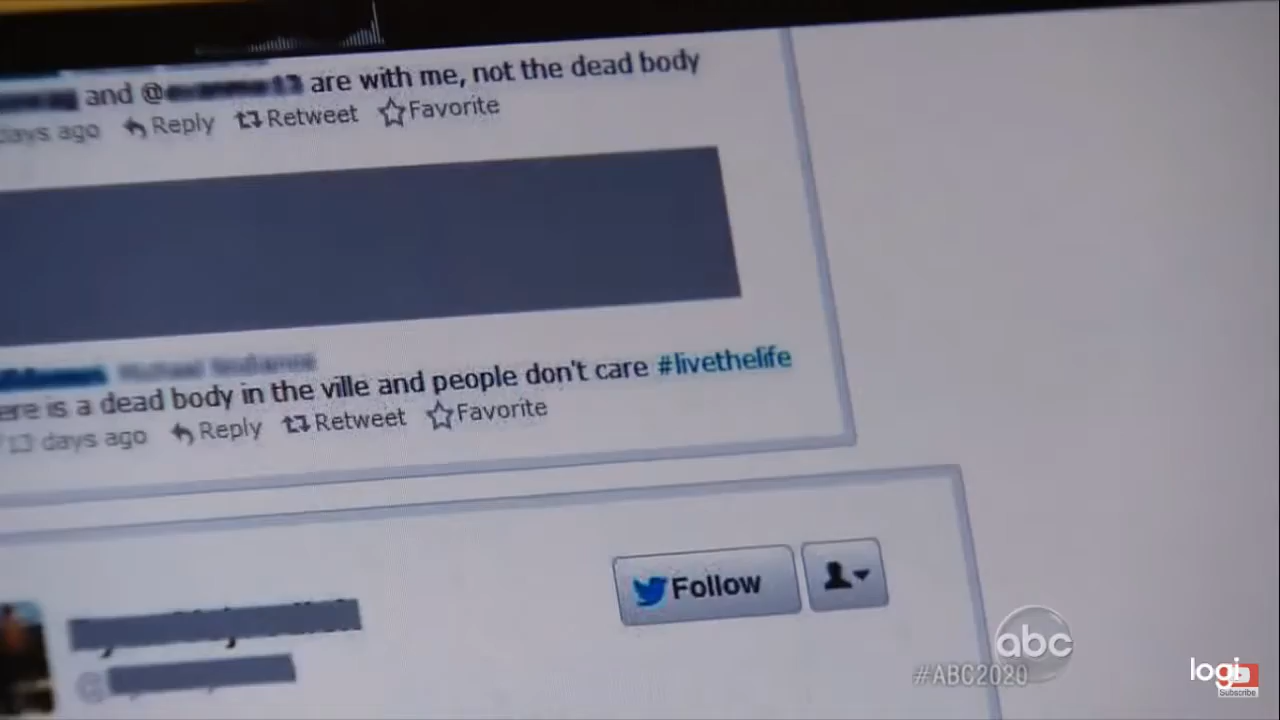 and @ are with me, not the dead body
days ago Reply Retweet Favorite
ere is a dead body in the ville and people don't care #livethelife
13 days ago Reply Retweet Favorite
Follow
@
abc
#ABC2020
logi
Subscribe